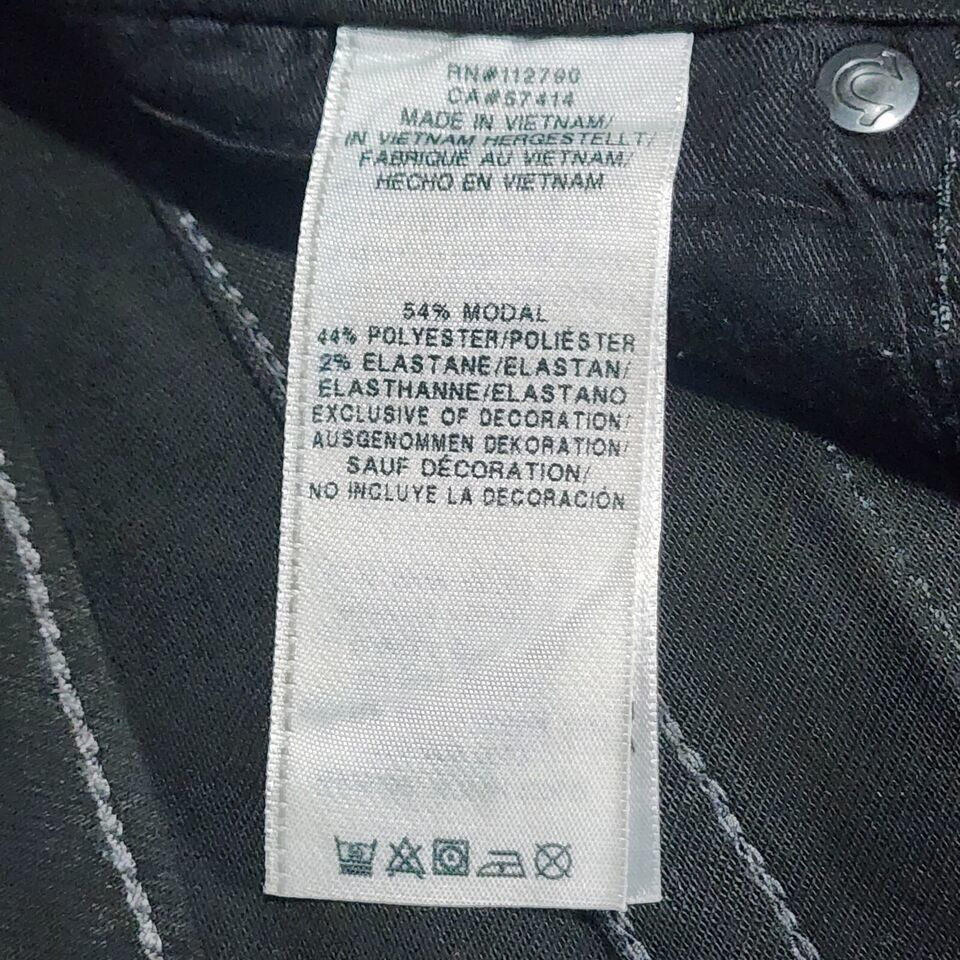 RN#112790
CA#57414
MADE IN VIETNAM/
IN VIETNAM HERGESTELLT/
FABRIQUÉ AU VIETNAM/
HECHO EN VIETNAM
54% MODAL
44% POLYESTER/POLIÉSTER
2% ELASTANE/ELASTAN/
ELASTHANNE/ELASTANO
EXCLUSIVE OF DECORATION/
AUSGENOMMEN DEKORATION/
SAUF DÉCORATION/
NO INCLUYE LA DECORACIÓN